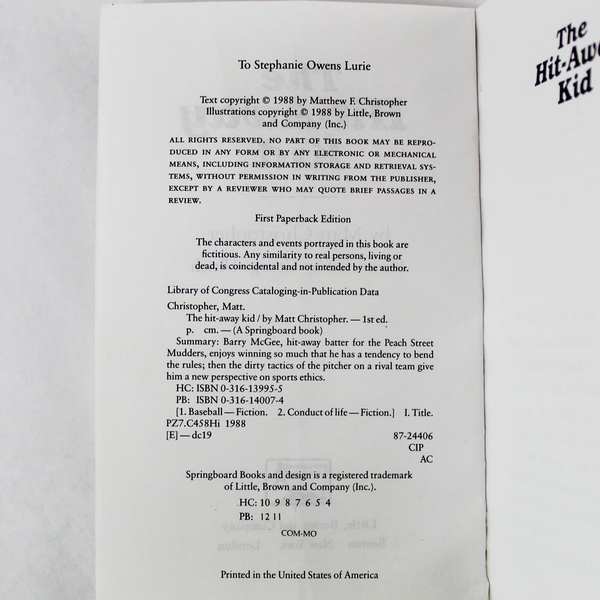 To Stephanie Owens Lurie
Text copyright © 1988 by Matthew F. Christopher
Illustrations copyright © 1988 by Little, Brown
and Company (Inc.)
ALL RIGHTS RESERVED. NO PART OF THIS BOOK MAY BE REPRO-
DUCED IN ANY FORM OR BY ANY ELECTRONIC OR MECHANICAL
MEANS, INCLUDING INFORMATION STORAGE AND RETRIEVAL SYS-
TEMS, WITHOUT PERMISSION IN WRITING FROM THE PUBLISHER,
EXCEPT BY A REVIEWER WHO MAY QUOTE BRIEF PASSAGES IN A
REVIEW.
First Paperback Edition
The characters and events portrayed in this book are
fictitious. Any similarity to real persons, living or
dead, is coincidental and not intended by the author.
Library of Congress Cataloging-in-Publication Data
Christopher, Matt.
The hit-away kid / by Matt Christopher. — 1st ed.
p. cm. — (A Springboard book)
Summary: Barry McGee, hit-away batter for the Peach Street
Mudders, enjoys winning so much that he has a tendency to bend
the rules; then the dirty tactics of the pitcher on a rival team give
him a new perspective on sports ethics.
HC: ISBN 0-316-13995-5
PB: ISBN 0-316-14007-4
[1. Baseball — Fiction. 2. Conduct of life — Fiction.] I. Title.
PZ7.C458Hi 1988
[E] — dc19 87-24406
CIP
AC
Springboard Books and design is a registered trademark
of Little, Brown and Company (Inc.).
HC: 10 9 8 7 6 5 4
PB: 12 11
COM-MO
Printed in the United States of America
The
Hit-Awa
Kid